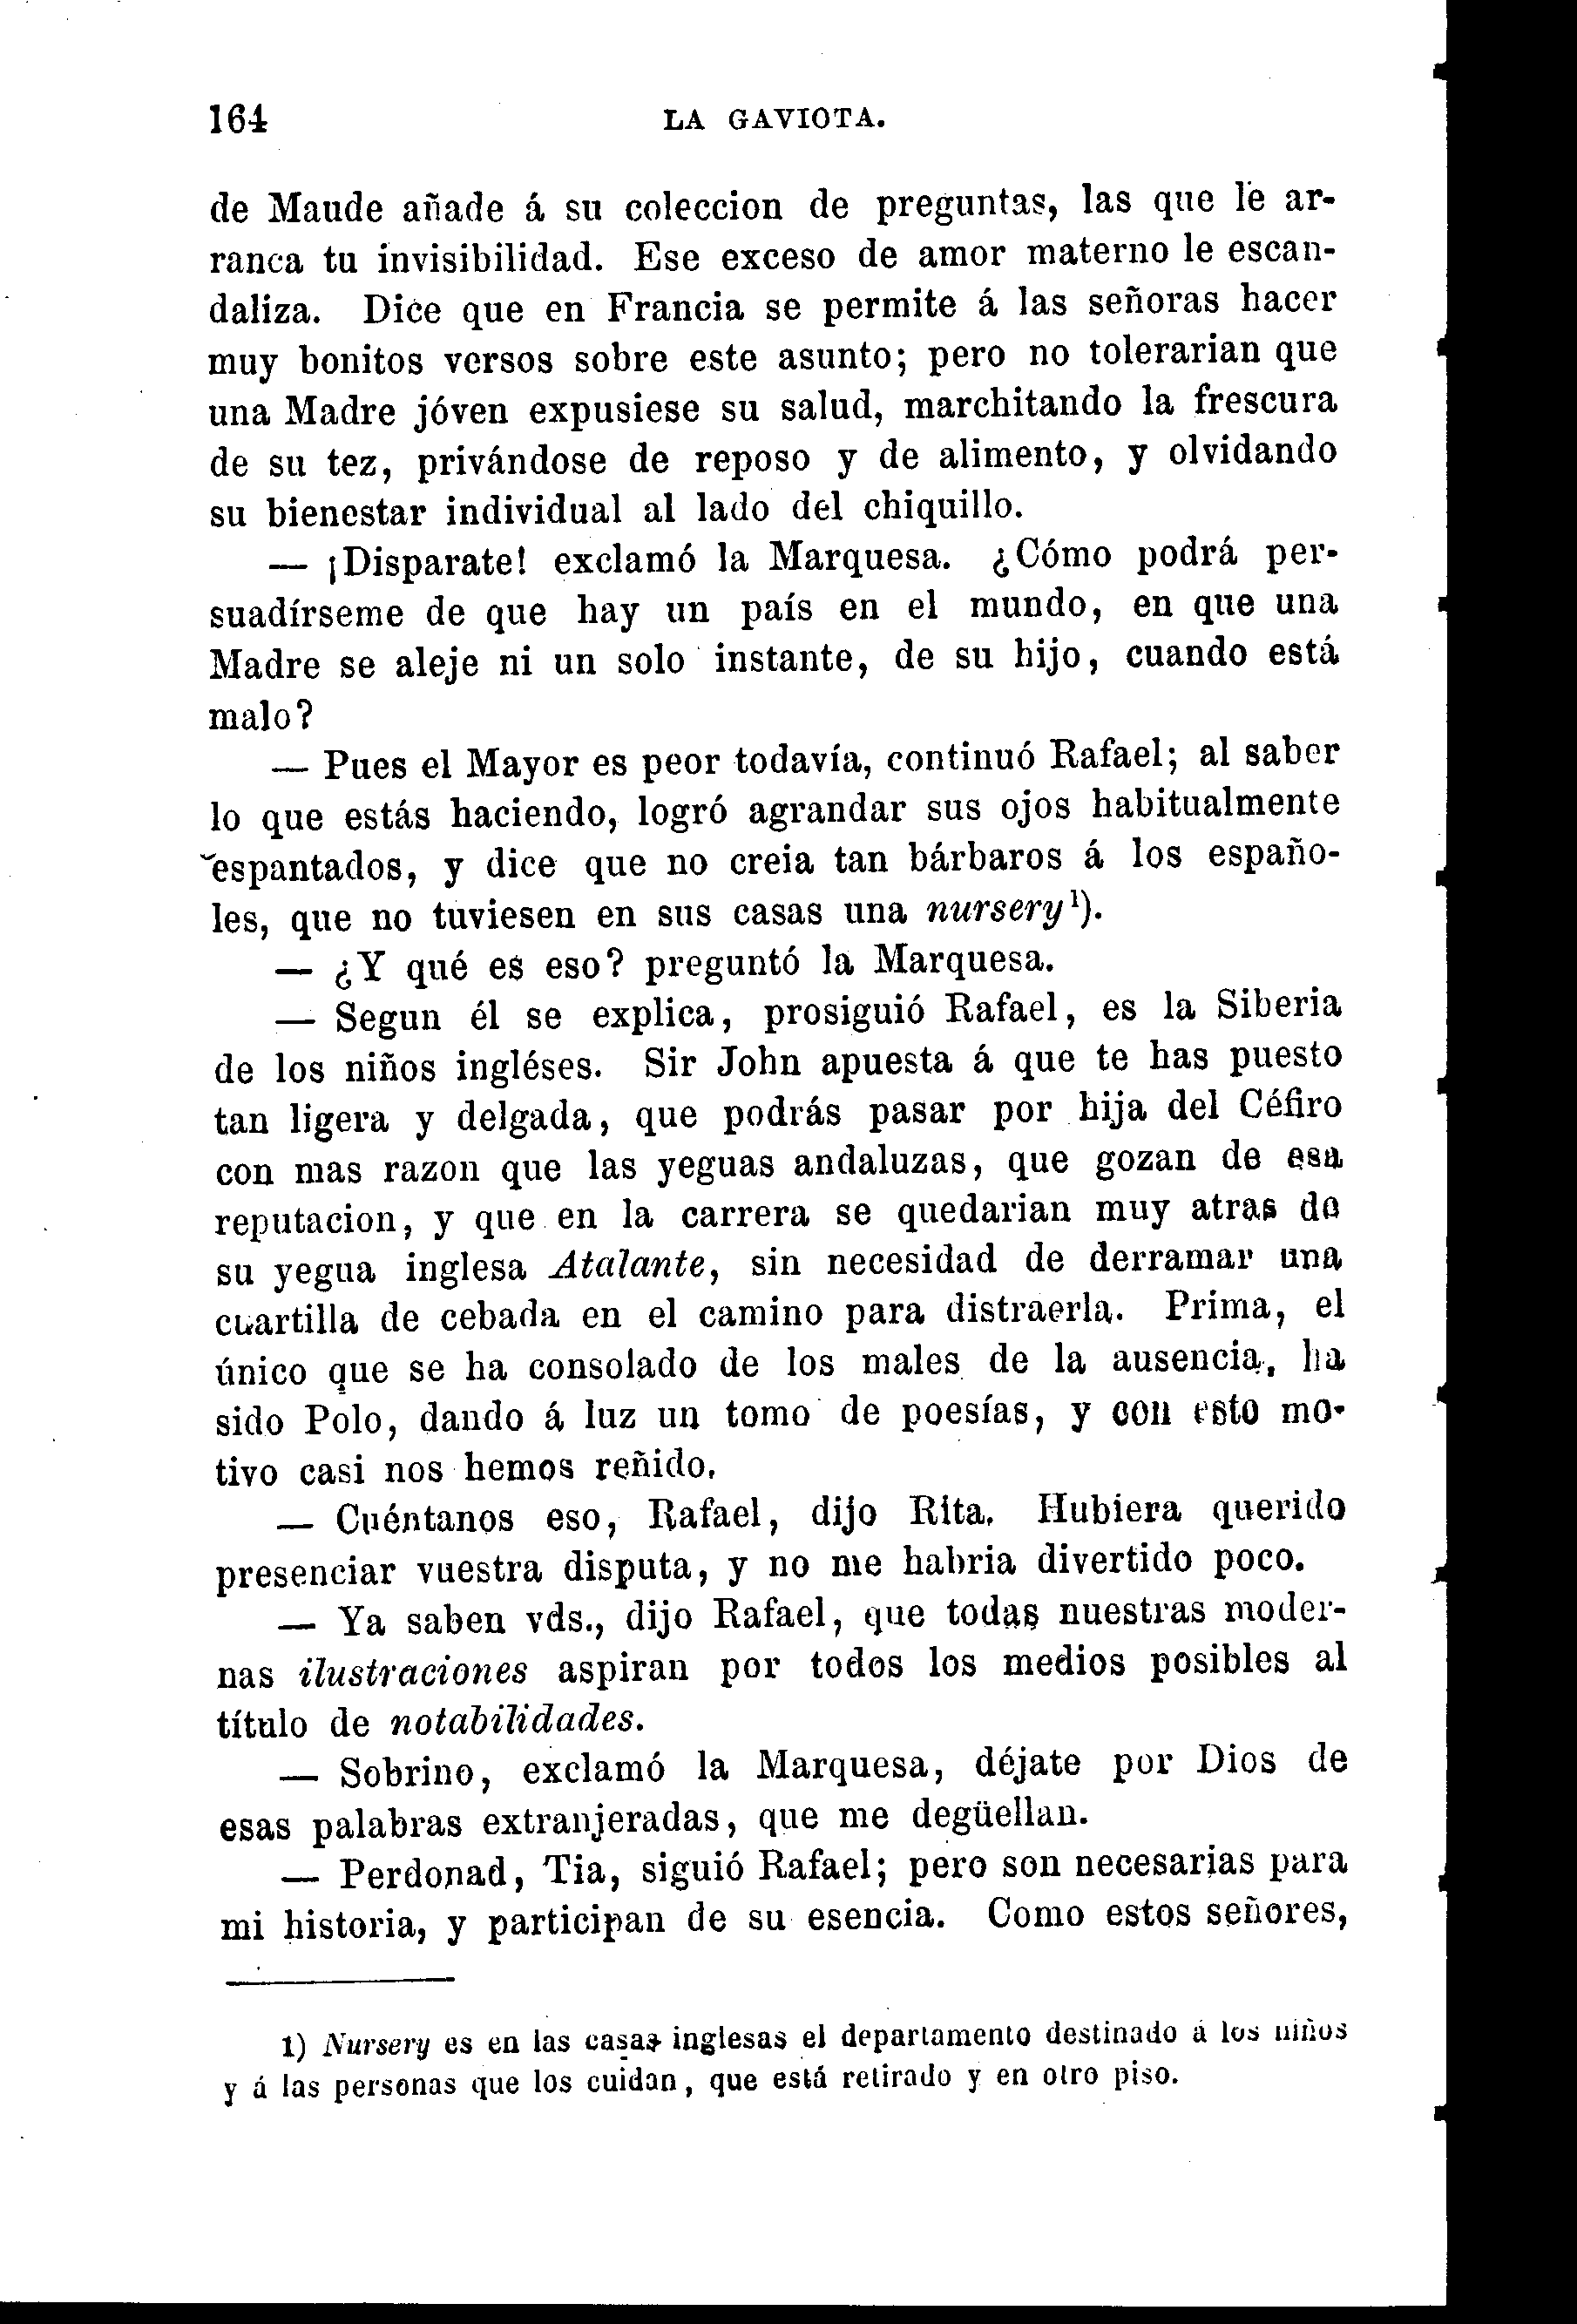 164 LA GAVIOTA.
de Maude añade á su coleccion de preguntas, las que le ar-
ranca tu invisibilidad. Ese exceso de amor materno le escan-
daliza. Dice que en Francia se permite á las señoras hacer
muy bonitos versos sobre este asunto; pero no tolerarian que
una Madre jóven expusiese su salud, marchitando la frescura
de su tez, privándose de reposo y de alimento, y olvidando
su bienestar individual al lado del chiquillo.
— ¡Disparate! exclamó la Marquesa. ¿Cómo podrá per-
suadírseme de que hay un país en el mundo, en que una
Madre se aleje ni un solo instante, de su hijo, cuando está
malo?
— Pues el Mayor es peor todavía, continuó Rafael; al saber
lo que estás haciendo, logró agrandar sus ojos habitualmente
espantados, y dice que no creia tan bárbaros á los españo-
les, que no tuviesen en sus casas una nursery¹).
— ¿Y qué es eso? preguntó la Marquesa.
— Segun él se explica, prosiguió Rafael, es la Siberia
de los niños ingléses. Sir John apuesta á que te has puesto
tan ligera y delgada, que podrás pasar por hija del Céfiro
con mas razon que las yeguas andaluzas, que gozan de esa
reputacion, y que en la carrera se quedarian muy atras de
su yegua inglesa Atalante, sin necesidad de derramar una
cuartilla de cebada en el camino para distraerla. Prima, el
único que se ha consolado de los males de la ausencia, ha
sido Polo, dando á luz un tomo de poesías, y con esto mo-
tivo casi nos hemos reñido.
— Cuéntanos eso, Rafael, dijo Rita. Hubiera querido
presenciar vuestra disputa, y no me habria divertido poco.
— Ya saben vds., dijo Rafael, que todas nuestras moder-
nas ilustraciones aspiran por todos los medios posibles al
título de notabilidades.
— Sobrino, exclamó la Marquesa, déjate por Dios de
esas palabras extranjeradas, que me degüellan.
— Perdonad, Tia, siguió Rafael; pero son necesarias para
mi historia, y participan de su esencia. Como estos señores,
1) Nursery es en las casas inglesas el departamento destinado á los niños
y á las personas que los cuidan, que está retirado y en otro piso.